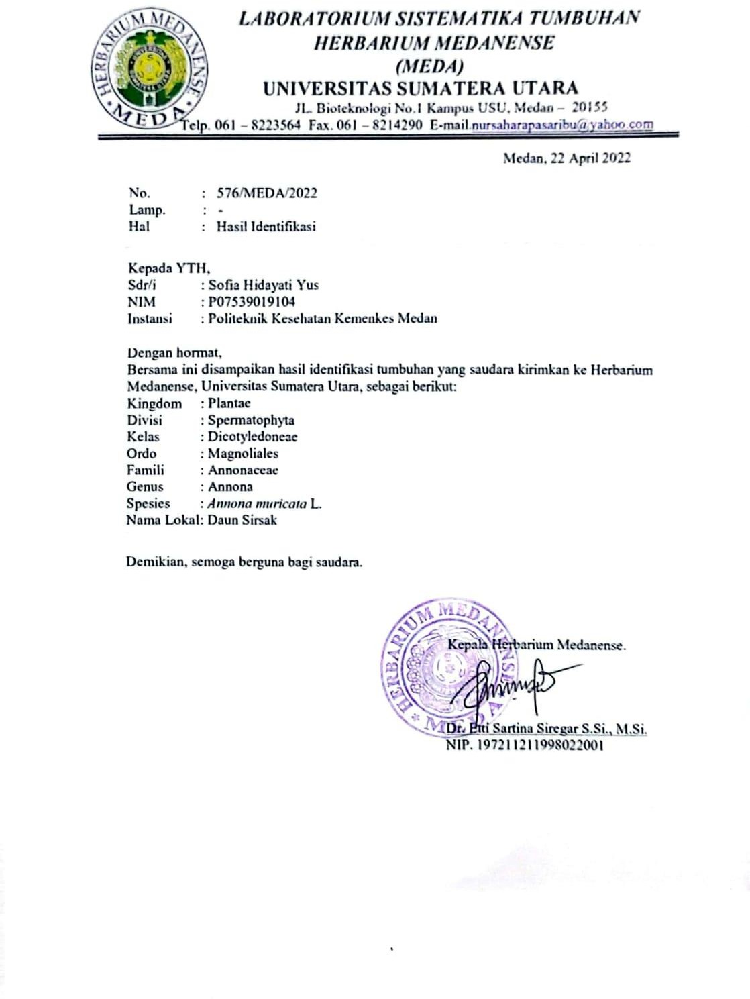 HERBARIUM MEDANENSE
MEDA
LABORATORIUM SISTEMATIKA TUMBUHAN
HERBARIUM MEDANENSE
(MEDA)
UNIVERSITAS SUMATERA UTARA
JL. Bioteknologi No.1 Kampus USU, Medan – 20155
Telp. 061 – 8223564 Fax. 061 – 8214290 E-mail.nursaharapasaribu@yahoo.com
Medan, 22 April 2022
No. : 576/MEDA/2022
Lamp. : -
Hal : Hasil Identifikasi
Kepada YTH,
Sdr/i : Sofia Hidayati Yus
NIM : P07539019104
Instansi : Politeknik Kesehatan Kemenkes Medan
Dengan hormat,
Bersama ini disampaikan hasil identifikasi tumbuhan yang saudara kirimkan ke Herbarium
Medanense, Universitas Sumatera Utara, sebagai berikut:
Kingdom : Plantae
Divisi : Spermatophyta
Kelas : Dicotyledoneae
Ordo : Magnoliales
Famili : Annonaceae
Genus : Annona
Spesies : Annona muricata L.
Nama Lokal: Daun Sirsak
Demikian, semoga berguna bagi saudara.
HERBARIUM MEDANENSE
MEDA
Kepala Herbarium Medanense.
Dr. Etti Sartina Siregar S.Si., M.Si.
NIP. 197211211998022001